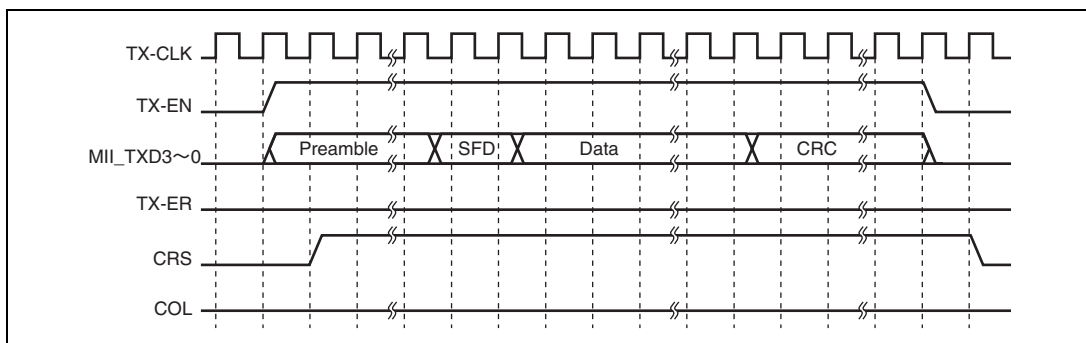 TX-CLK
TX-EN
MII_TXD3～0 Preamble SFD Data CRC
TX-ER
CRS
COL